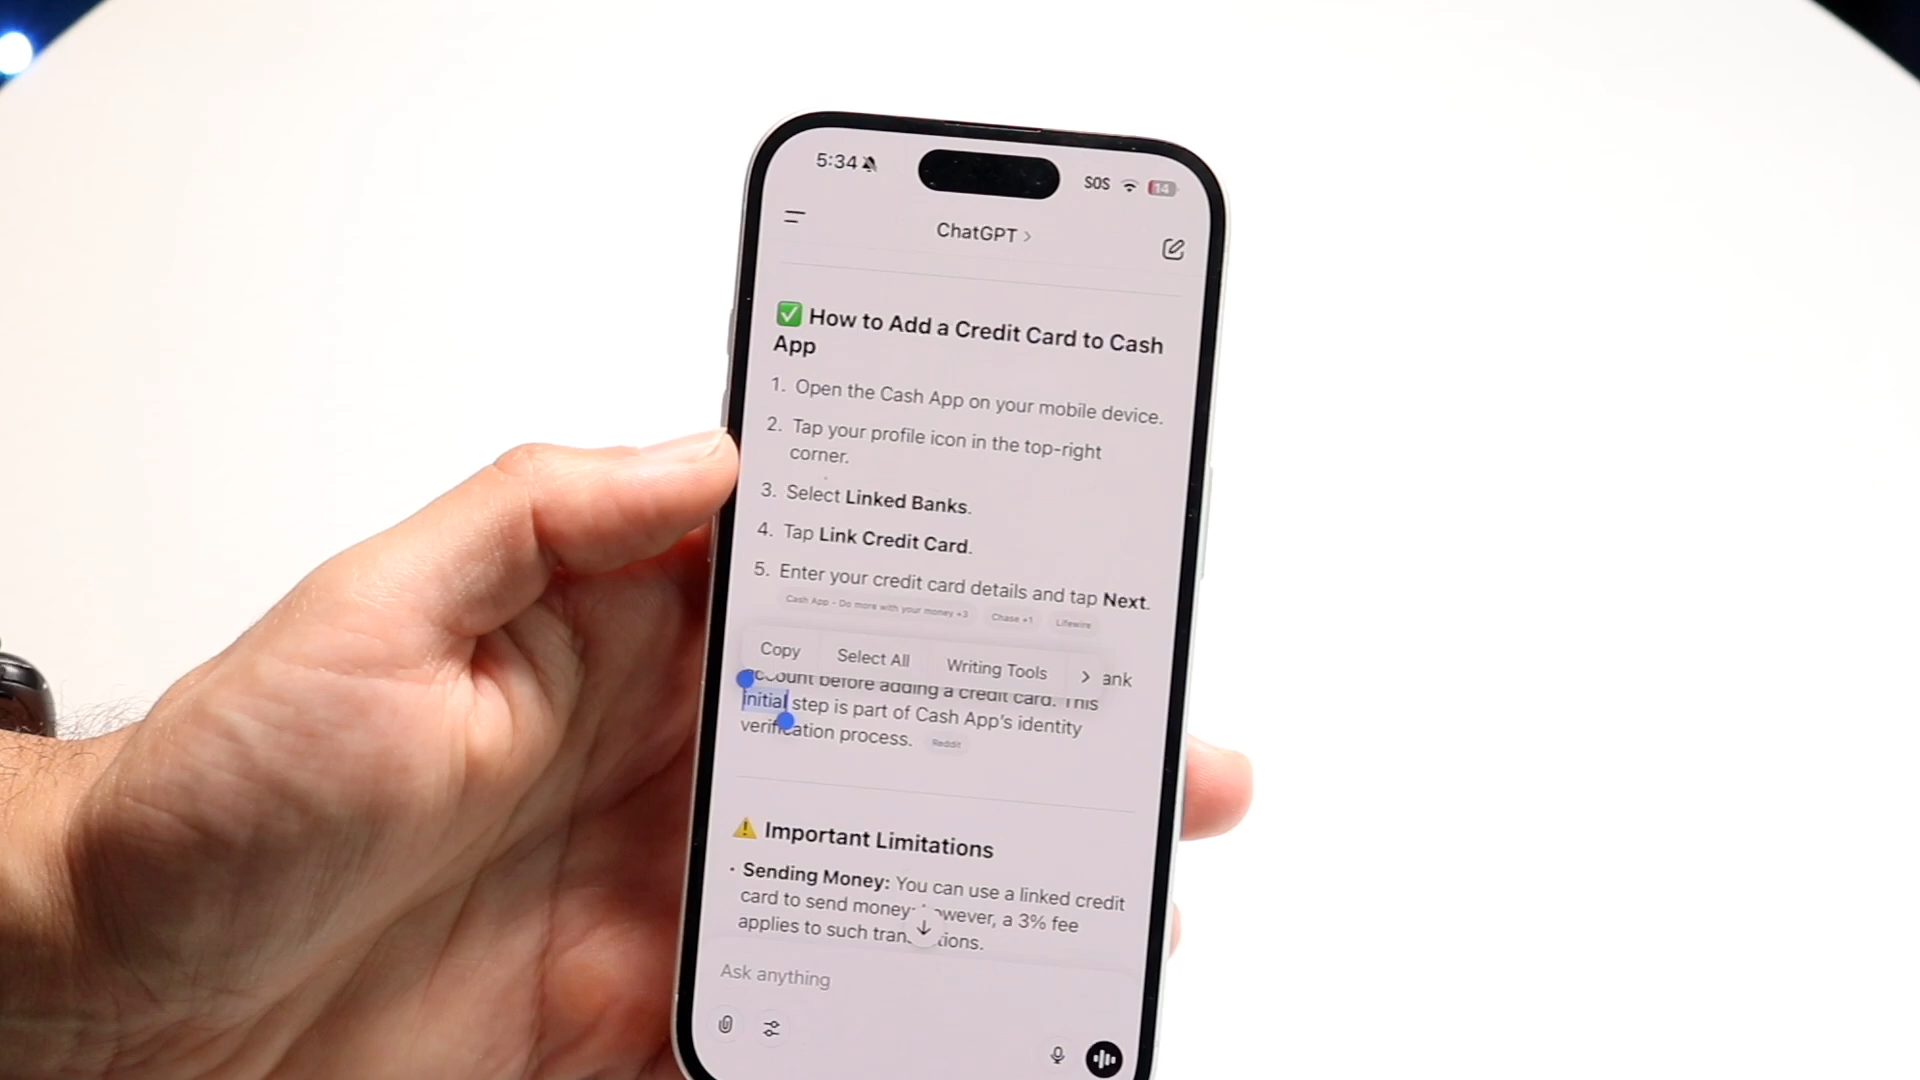 5:34
SOS
14
ChatGPT >
✅ How to Add a Credit Card to Cash
App
1. Open the Cash App on your mobile device.
2. Tap your profile icon in the top-right
corner.
3. Select Linked Banks.
4. Tap Link Credit Card.
5. Enter your credit card details and tap Next.
Cash App - Do more with your money +3
Chase +1
Lifewire
Copy
Select All
Writing Tools
>
account before adding a credit card. This
initial step is part of Cash App's identity
verification process. Reddit
⚠️ Important Limitations
· Sending Money: You can use a linked credit
card to send money; however, a 3% fee
applies to such transactions.
Ask anything